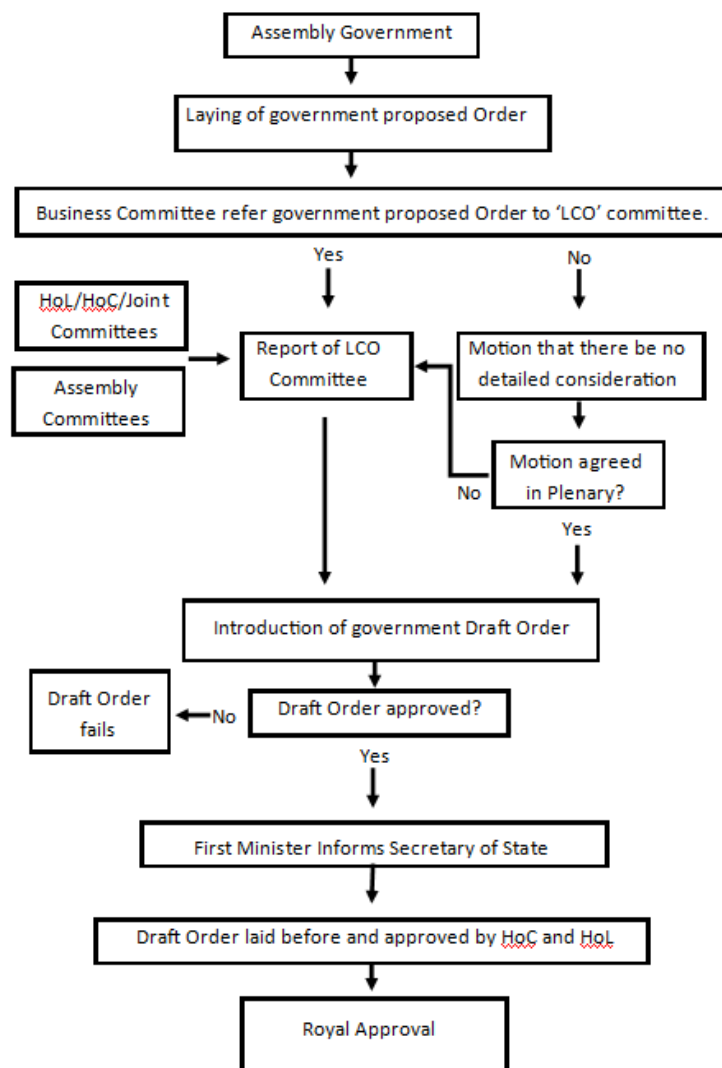 Assembly Government
Laying of government proposed Order
Business Committee refer government proposed Order to ‘LCO’ committee.
Yes
No
HoL/HoC/Joint
Committees
Assembly
Committees
Report of LCO
Committee
Motion that there be no
detailed consideration
Motion agreed
in Plenary?
No
Yes
Introduction of government Draft Order
Draft Order approved?
No
Draft Order
fails
Yes
First Minister Informs Secretary of State
Draft Order laid before and approved by HoC and HoL
Royal Approval